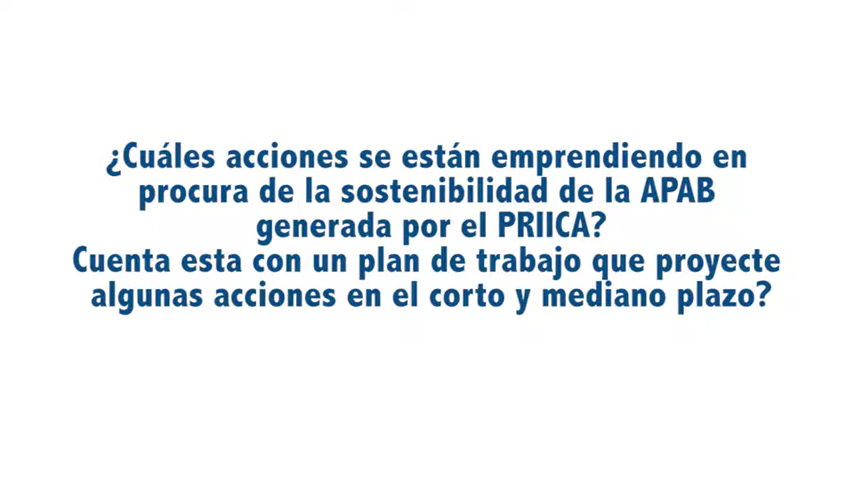 ¿Cuáles acciones se están emprendiendo en
procura de la sostenibilidad de la APAB
generada por el PRIICA?
Cuenta esta con un plan de trabajo que proyecte
algunas acciones en el corto y mediano plazo?